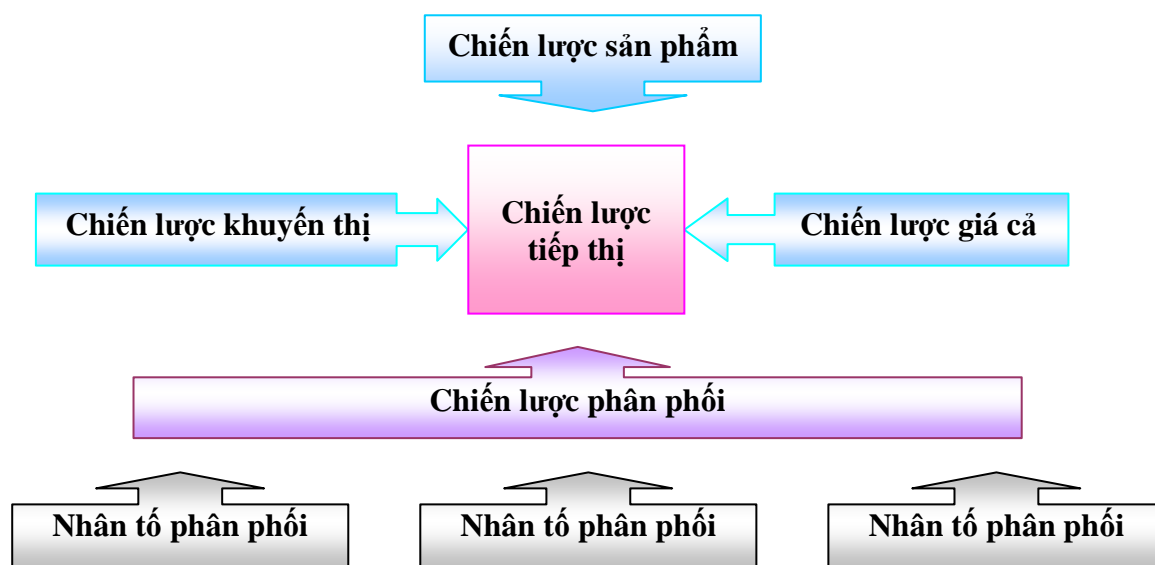 Chiến lược sản phẩm
Chiến lược khuyến thị
Chiến lược
tiếp thị
Chiến lược giá cả
Chiến lược phân phối
Nhân tố phân phối
Nhân tố phân phối
Nhân tố phân phối